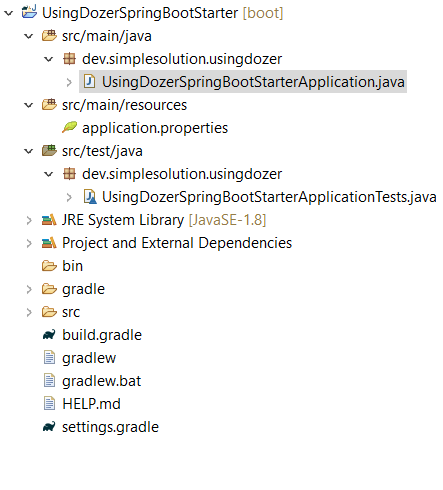 UsingDozerSpringBootStarter [boot]
src/main/java
dev.simplesolution.usingdozer
UsingDozerSpringBootStarterApplication.java
src/main/resources
application.properties
src/test/java
dev.simplesolution.usingdozer
UsingDozerSpringBootStarterApplicationTests.java
JRE System Library [JavaSE-1.8]
Project and External Dependencies
bin
gradle
src
build.gradle
gradlew
gradlew.bat
HELP.md
settings.gradle